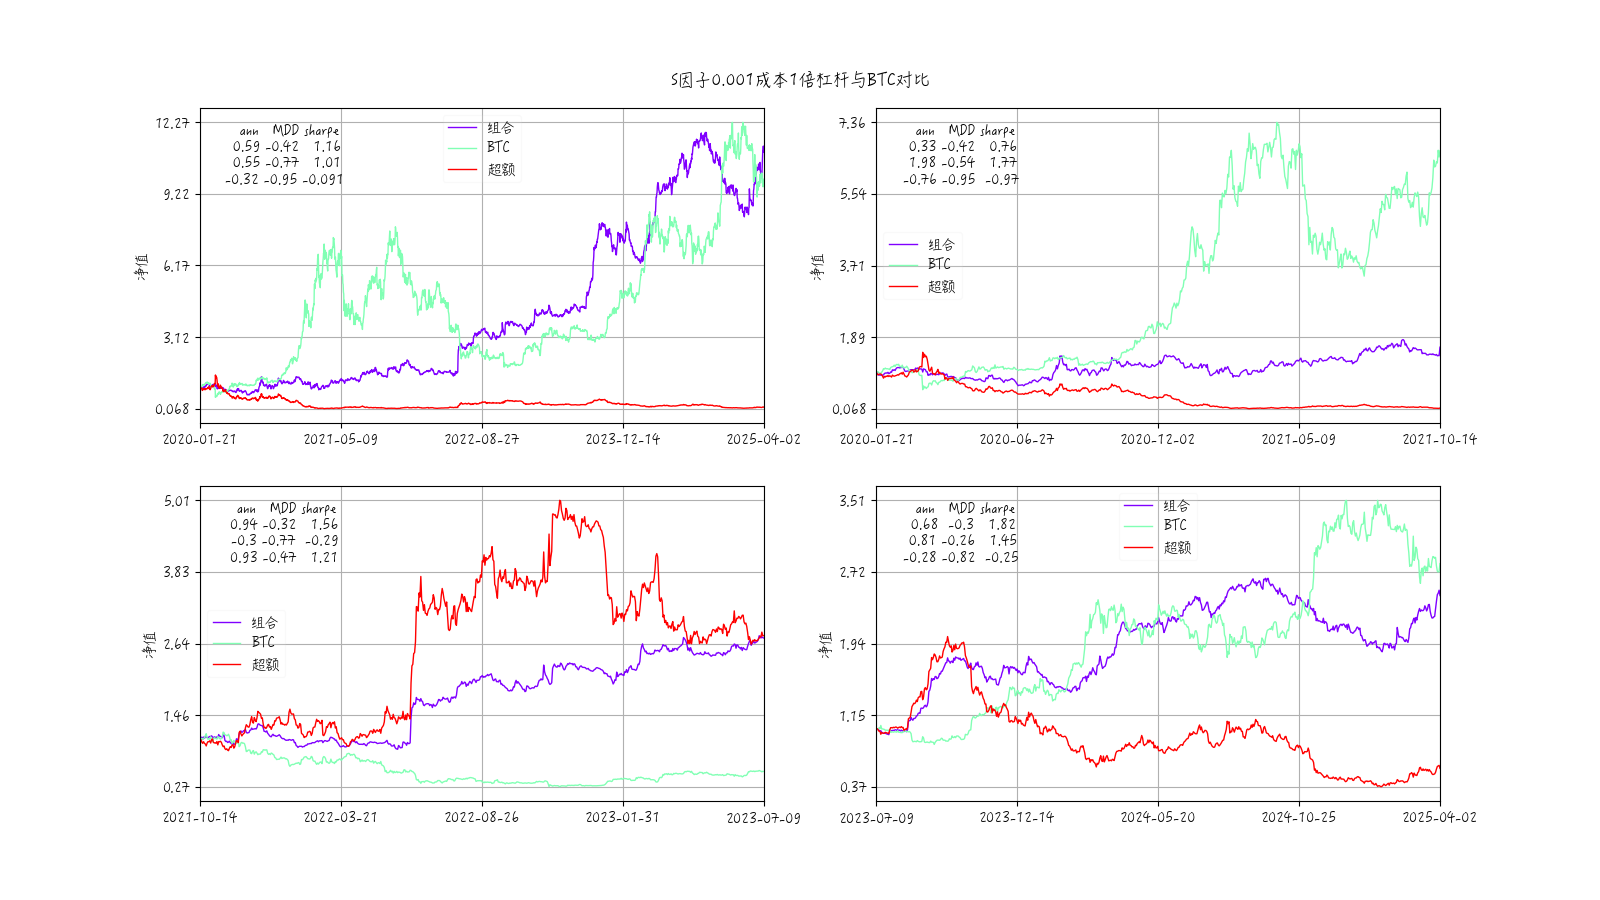 S因子0.001成本1倍杠杆与BTC对比
净值
12.27
9.22
6.17
3.12
0.068
ann MDD sharpe
0.59 -0.42 1.16
0.55 -0.77 1.01
-0.32 -0.95 -0.091
组合
BTC
超额
2020-01-21 2021-05-09 2022-08-27 2023-12-14 2025-04-02
净值
7.36
5.54
3.71
1.89
0.068
ann MDD sharpe
0.33 -0.42 0.76
1.98 -0.54 1.77
-0.76 -0.95 -0.97
组合
BTC
超额
2020-01-21 2020-06-27 2020-12-02 2021-05-09 2021-10-14
净值
5.01
3.83
2.64
1.46
0.27
ann MDD sharpe
0.94 -0.32 1.56
-0.3 -0.77 -0.29
0.93 -0.47 1.21
组合
BTC
超额
2021-10-14 2022-03-21 2022-08-26 2023-01-31 2023-07-09
净值
3.51
2.72
1.94
1.15
0.37
ann MDD sharpe
0.68 -0.3 1.82
0.81 -0.26 1.45
-0.28 -0.82 -0.25
组合
BTC
超额
2023-07-09 2023-12-14 2024-05-20 2024-10-25 2025-04-02